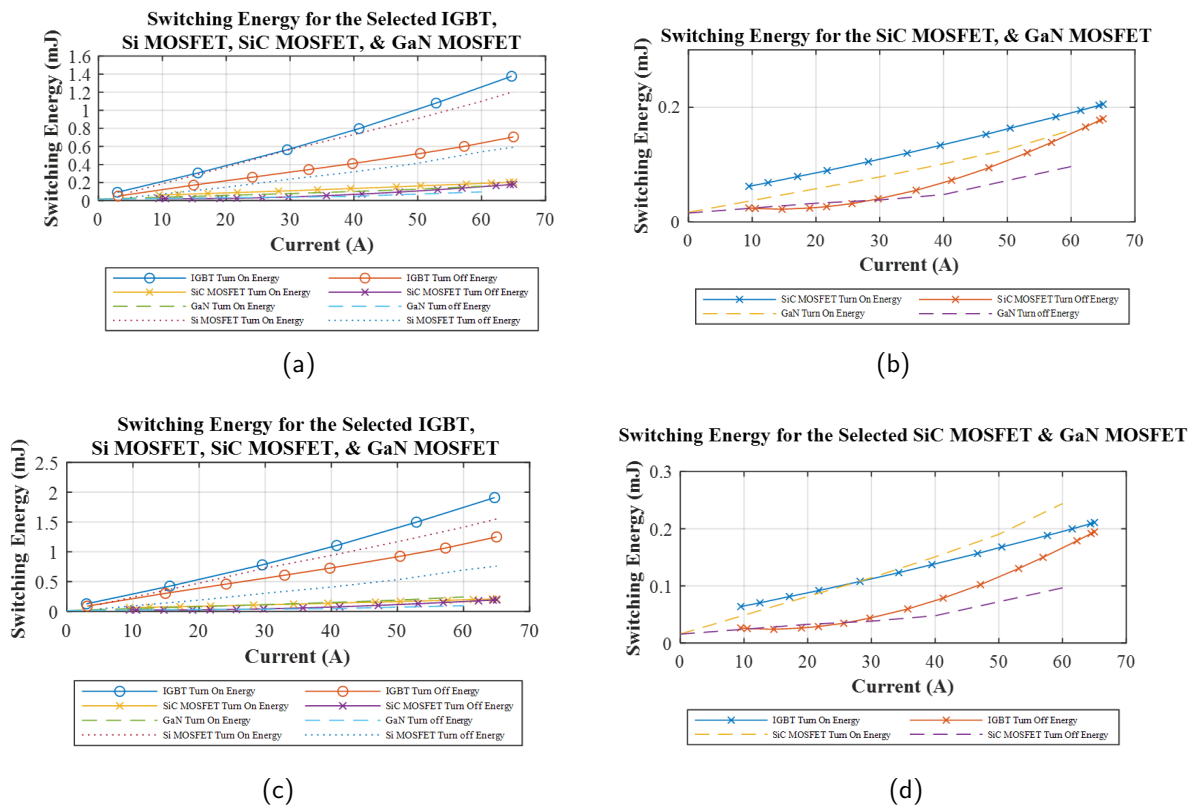 Switching Energy for the Selected IGBT,
Si MOSFET, SiC MOSFET, & GaN MOSFET
Switching Energy (mJ)
1.6
1.4
1.2
1
0.8
0.6
0.4
0.2
0
0 10 20 30 40 50 60 70
Current (A)
IGBT Turn On Energy IGBT Turn Off Energy
SiC MOSFET Turn On Energy SiC MOSFET Turn Off Energy
GaN Turn On Energy GaN Turn off Energy
Si MOSFET Turn On Energy Si MOSFET Turn off Energy
(a)
Switching Energy for the SiC MOSFET, & GaN MOSFET
Switching Energy (mJ)
0.2
0
0 10 20 30 40 50 60 70
Current (A)
SiC MOSFET Turn On Energy SiC MOSFET Turn Off Energy
GaN Turn On Energy GaN Turn off Energy
(b)
Switching Energy for the Selected IGBT,
Si MOSFET, SiC MOSFET, & GaN MOSFET
Switching Energy (mJ)
2.5
2
1.5
1
0.5
0
0 10 20 30 40 50 60 70
Current (A)
IGBT Turn On Energy IGBT Turn Off Energy
SiC MOSFET Turn On Energy SiC MOSFET Turn Off Energy
GaN Turn On Energy GaN Turn off Energy
Si MOSFET Turn On Energy Si MOSFET Turn off Energy
(c)
Switching Energy for the Selected SiC MOSFET & GaN MOSFET
Switching Energy (mJ)
0.3
0.2
0.1
0
0 10 20 30 40 50 60 70
Current (A)
IGBT Turn On Energy IGBT Turn Off Energy
SiC MOSFET Turn On Energy SiC MOSFET Turn Off Energy
(d)